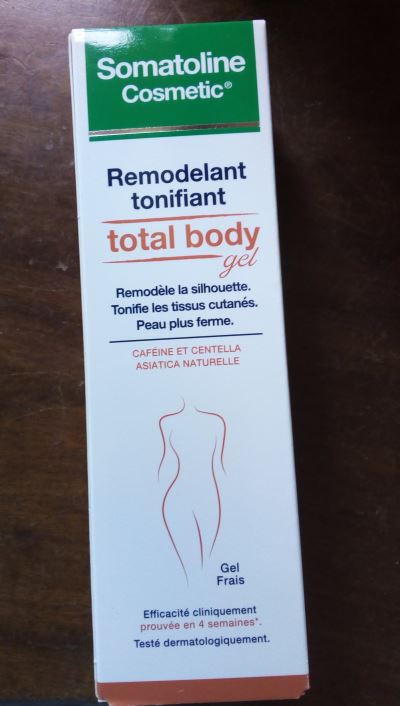 Somatoline
Cosmetic®
Remodelant
tonifiant
total body
gel
Remodèle la silhouette.
Tonifie les tissus cutanés.
Peau plus ferme.
CAFÉINE ET CENTELLA
ASIATICA NATURELLE
Gel
Frais
Efficacité cliniquement
prouvée en 4 semaines*.
Testé dermatologiquement.